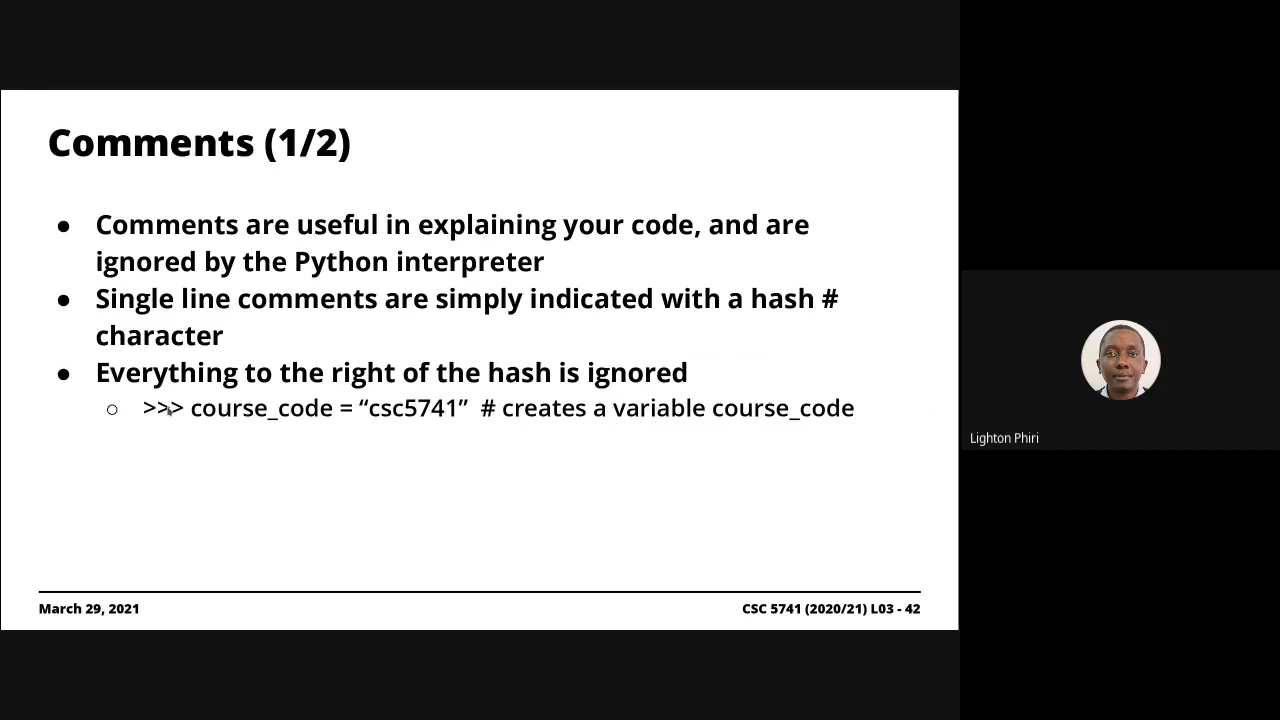 Comments (1/2)
● Comments are useful in explaining your code, and are
ignored by the Python interpreter
● Single line comments are simply indicated with a hash #
character
● Everything to the right of the hash is ignored
○ >>> course_code = “csc5741” # creates a variable course_code
Lighton Phiri
March 29, 2021
CSC 5741 (2020/21) L03 - 42